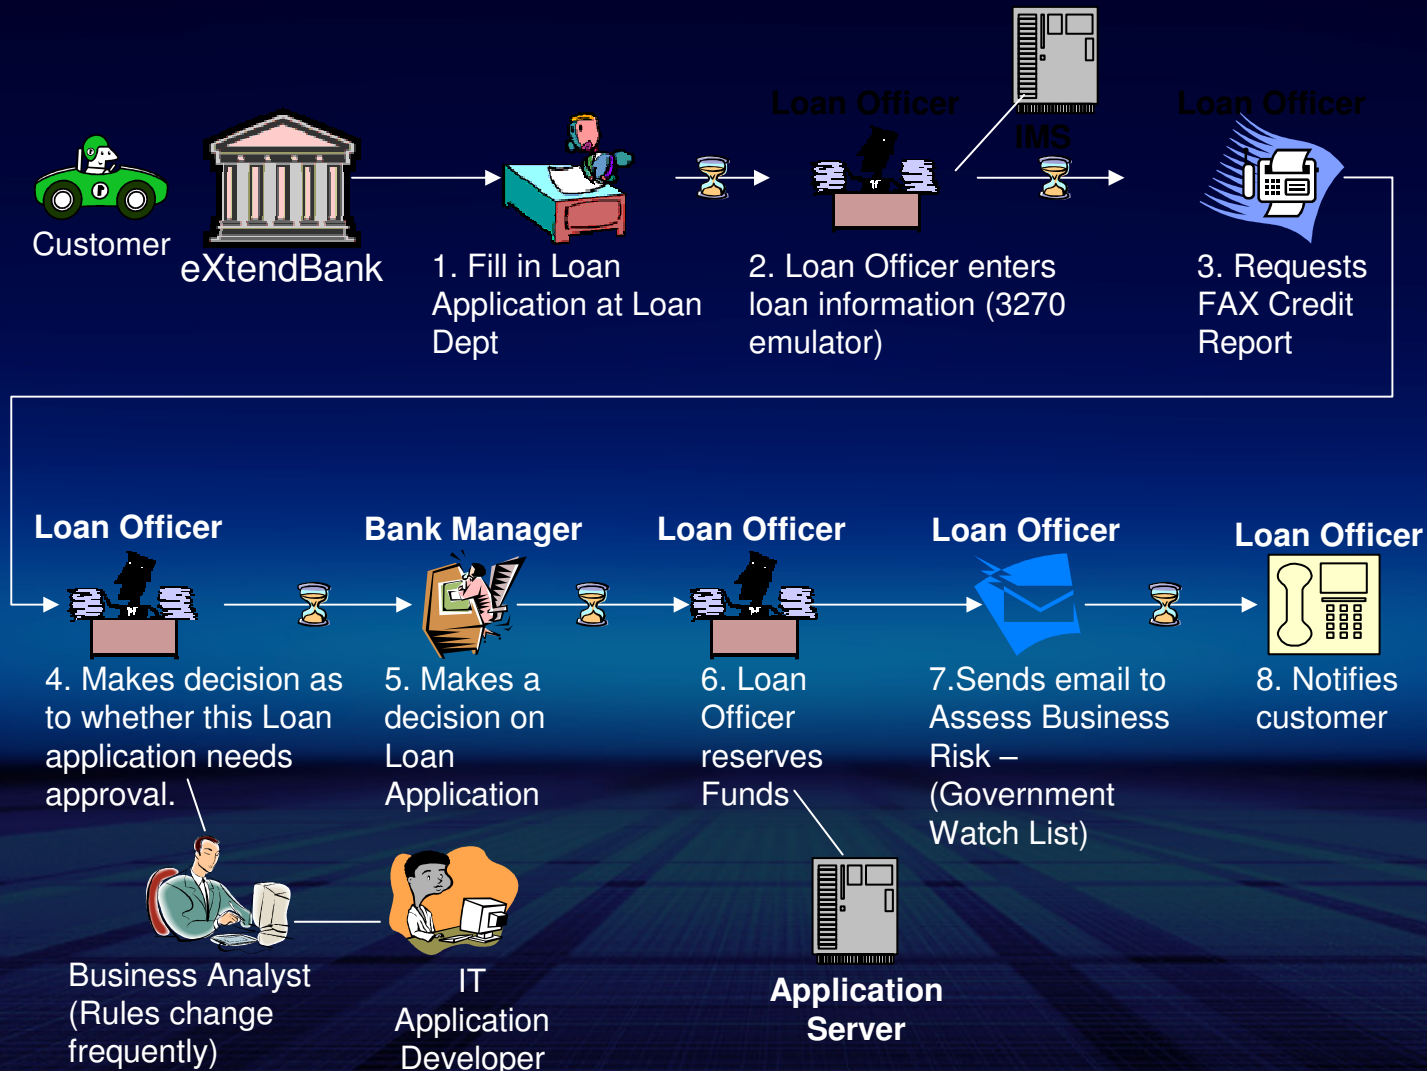 Loan Officer
IMS
Loan Officer
Customer
eXtendBank
1. Fill in Loan
Application at Loan
Dept
2. Loan Officer enters
loan information (3270
emulator)
3. Requests
FAX Credit
Report
Loan Officer
Bank Manager
Loan Officer
Loan Officer
Loan Officer
4. Makes decision as
to whether this Loan
application needs
approval.
5. Makes a
decision on
Loan
Application
6. Loan
Officer
reserves
Funds
7.Sends email to
Assess Business
Risk –
(Government
Watch List)
8. Notifies
customer
Business Analyst
(Rules change
frequently)
IT
Application
Developer
Application
Server